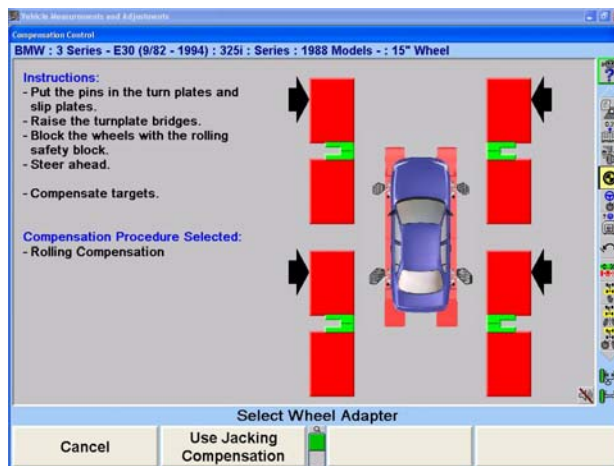 Vehicle Measurements and Adjustments
Compensation Control
BMW : 3 Series - E30 (9/82 - 1994) : 325i : Series : 1988 Models - : 15" Wheel
Instructions:
- Put the pins in the turn plates and
slip plates.
- Raise the turnplate bridges.
- Block the wheels with the rolling
safety block.
- Steer ahead.
- Compensate targets.
Compensation Procedure Selected:
- Rolling Compensation
Select Wheel Adapter
Cancel
Use Jacking
Compensation